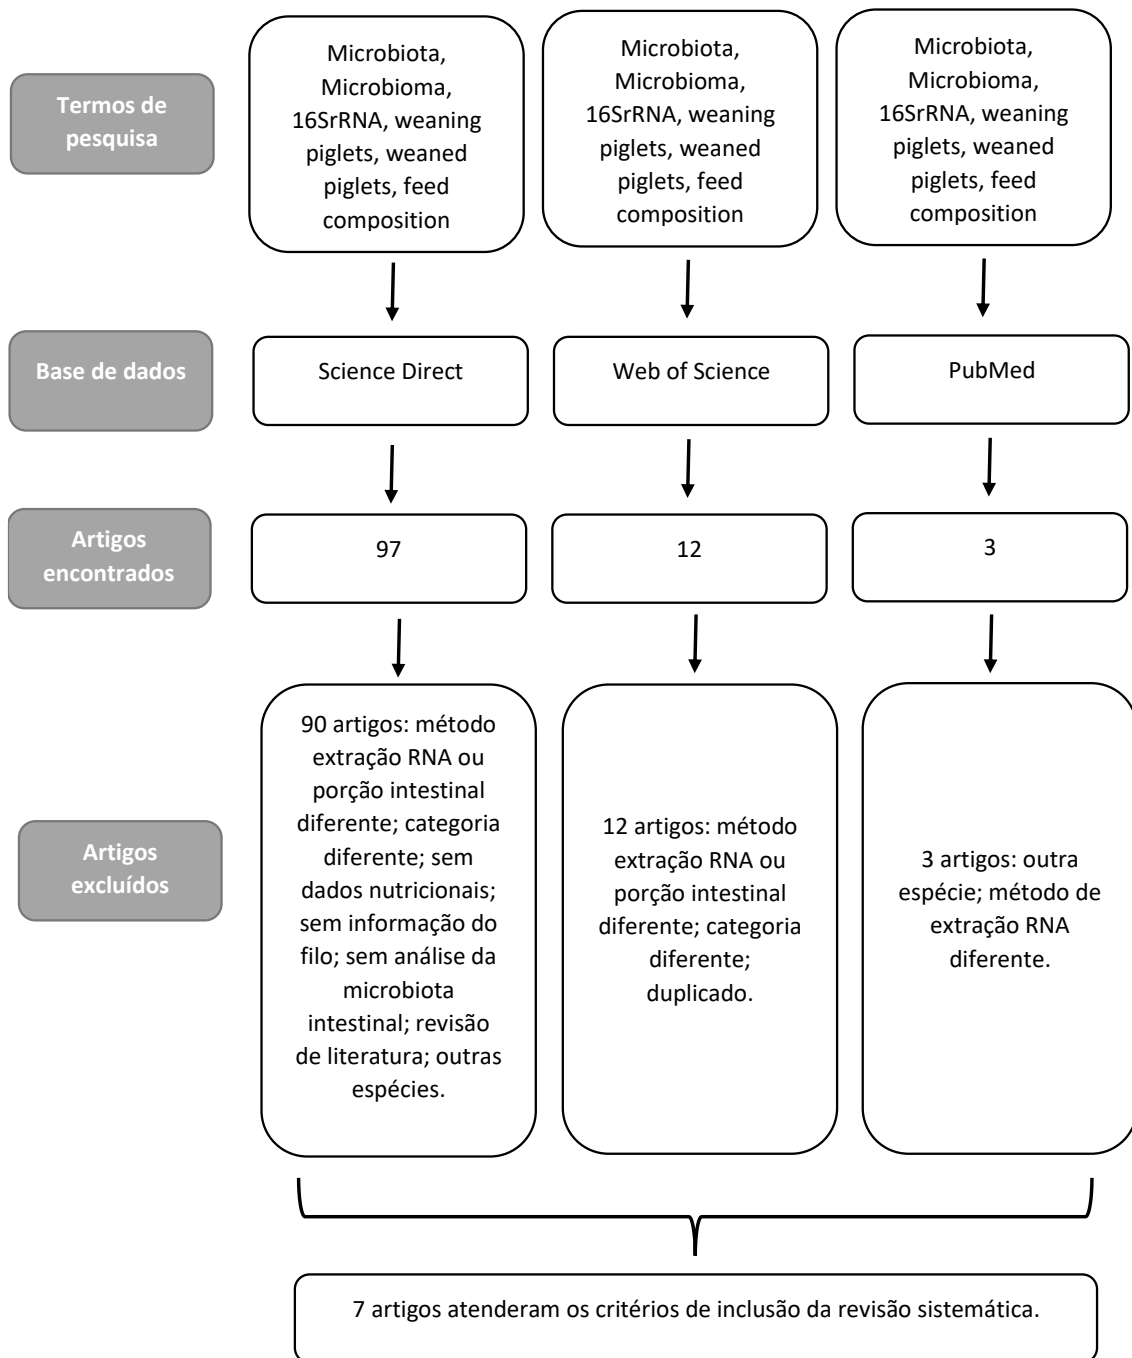 Termos de
pesquisa
Microbiota,
Microbioma,
16SrRNA, weaning
piglets, weaned
piglets, feed
composition
Microbiota,
Microbioma,
16SrRNA, weaning
piglets, weaned
piglets, feed
composition
Microbiota,
Microbioma,
16SrRNA, weaning
piglets, weaned
piglets, feed
composition
Base de dados
Science Direct
Web of Science
PubMed
Artigos
encontrados
97
12
3
Artigos
excluídos
90 artigos: método
extração RNA ou
porção intestinal
diferente; categoria
diferente; sem
dados nutricionais;
sem informação do
filo; sem análise da
microbiota
intestinal; revisão
de literatura; outras
espécies.
12 artigos: método
extração RNA ou
porção intestinal
diferente; categoria
diferente;
duplicado.
3 artigos: outra
espécie; método de
extração RNA
diferente.
7 artigos atenderam os critérios de inclusão da revisão sistemática.